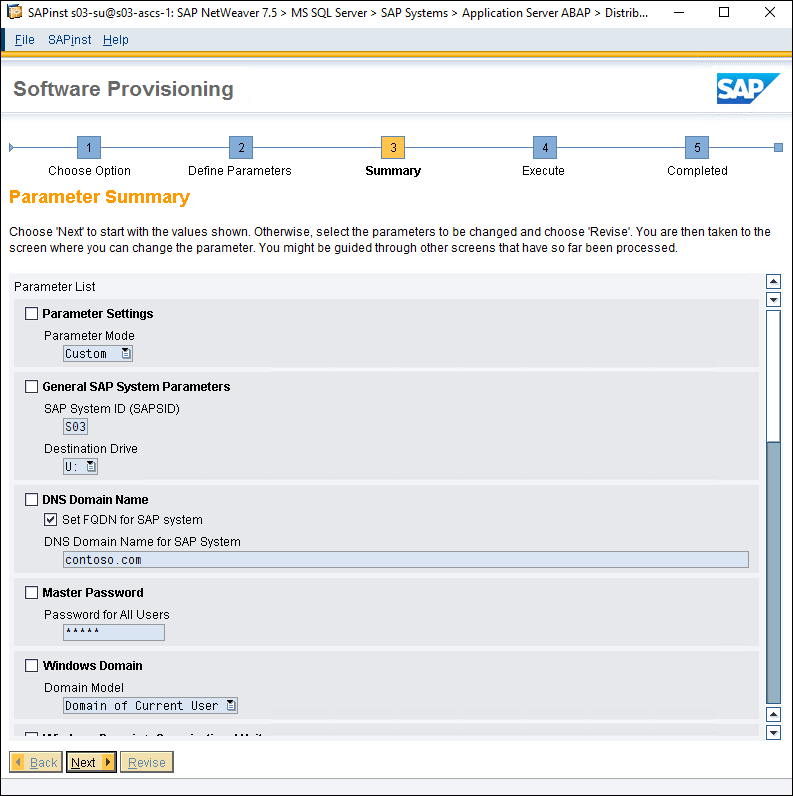 SAPinst s03-su@s03-ascs-1: SAP NetWeaver 7.5 > MS SQL Server > SAP Systems > Application Server ABAP > Distrib...
File SAPinst Help
Software Provisioning
SAP
1 2 3 4 5
Choose Option Define Parameters Summary Execute Completed
Parameter Summary
Choose 'Next' to start with the values shown. Otherwise, select the parameters to be changed and choose 'Revise'. You are then taken to the
screen where you can change the parameter. You might be guided through other screens that have so far been processed.
Parameter List
Parameter Settings
Parameter Mode
Custom
General SAP System Parameters
SAP System ID (SAPSID)
S03
Destination Drive
U:
DNS Domain Name
Set FQDN for SAP system
DNS Domain Name for SAP System
contoso.com
Master Password
Password for All Users
*****
Windows Domain
Domain Model
Domain of Current User
Back Next Revise